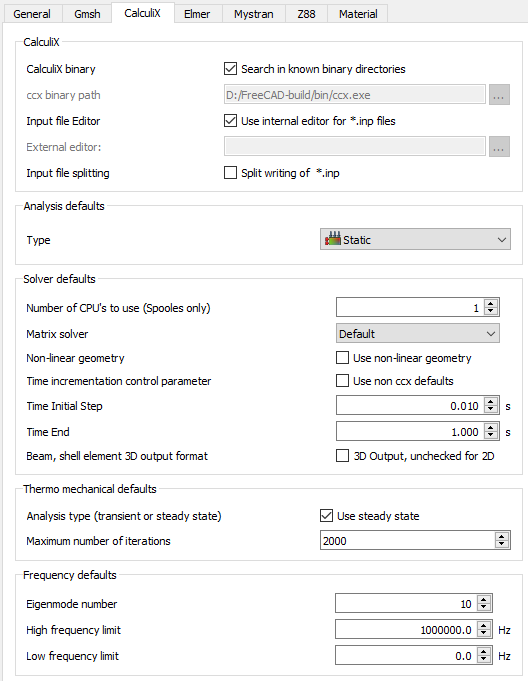 General Gmsh CalculiX Elmer Mystran Z88 Material
CalculiX
CalculiX binary Search in known binary directories
ccx binary path D:/FreeCAD-build/bin/ccx.exe ...
Input file Editor Use internal editor for *.inp files
External editor: ...
Input file splitting Split writing of *.inp
Analysis defaults
Type Static
Solver defaults
Number of CPU's to use (Spooles only) 1
Matrix solver Default
Non-linear geometry Use non-linear geometry
Time incrementation control parameter Use non ccx defaults
Time Initial Step 0.010 s
Time End 1.000 s
Beam, shell element 3D output format 3D Output, unchecked for 2D
Thermo mechanical defaults
Analysis type (transient or steady state) Use steady state
Maximum number of iterations 2000
Frequency defaults
Eigenmode number 10
High frequency limit 1000000.0 Hz
Low frequency limit 0.0 Hz